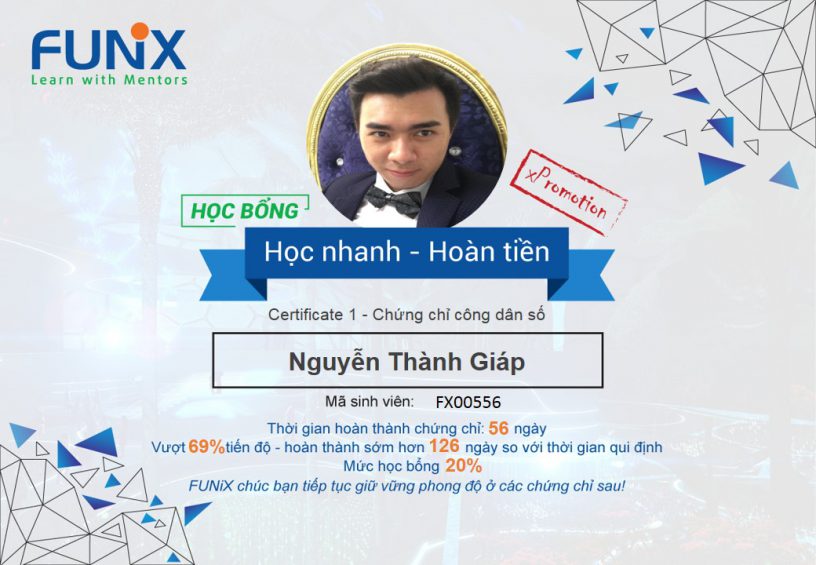 FUNiX
Learn with Mentors
HỌC BỔNG
xPromotion
Học nhanh - Hoàn tiền
Certificate 1 - Chứng chỉ công dân số
Nguyễn Thành Giáp
Mã sinh viên: FX00556
Thời gian hoàn thành chứng chỉ: 56 ngày
Vượt 69%tiến độ - hoàn thành sớm hơn 126 ngày so với thời gian qui định
Mức học bổng 20%
FUNiX chúc bạn tiếp tục giữ vững phong độ ở các chứng chỉ sau!